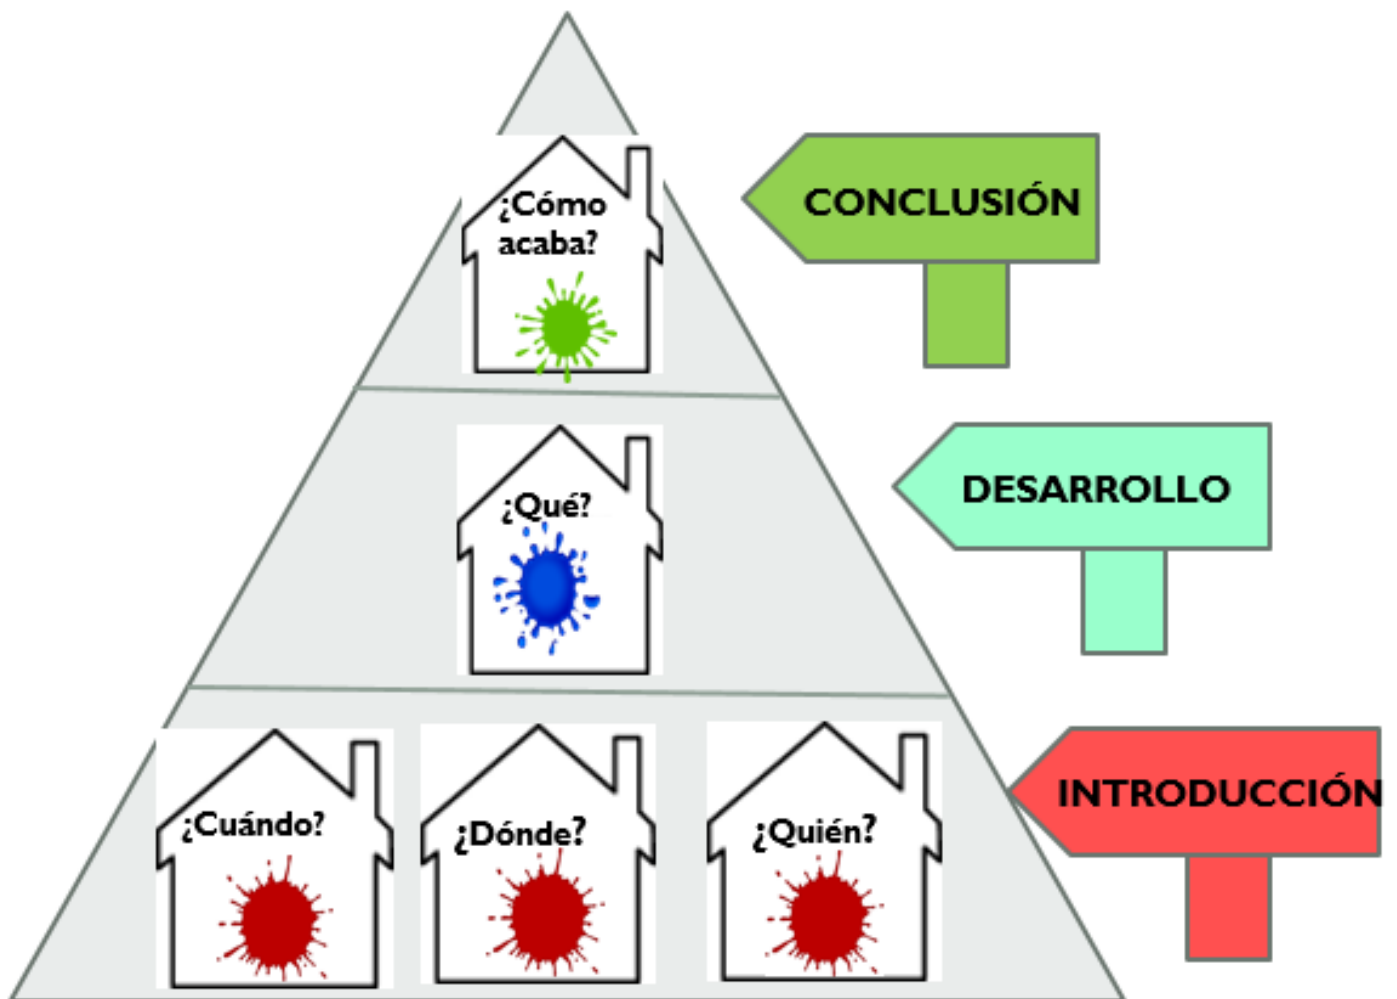 ¿Cómo
acaba?
CONCLUSIÓN
¿Qué?
DESARROLLO
¿Cuándo?
¿Dónde?
¿Quién?
INTRODUCCIÓN